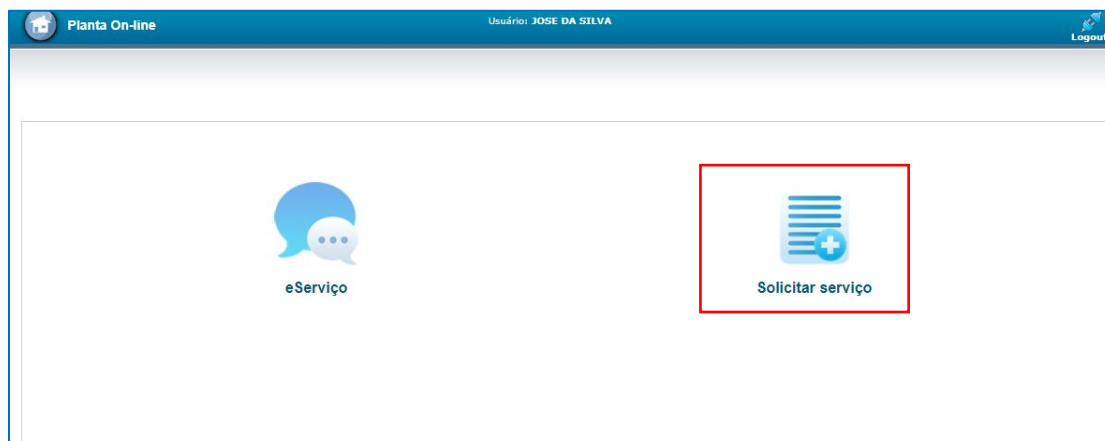 Planta On-line
Usuário: JOSE DA SILVA
Logout
eServiço
Solicitar serviço